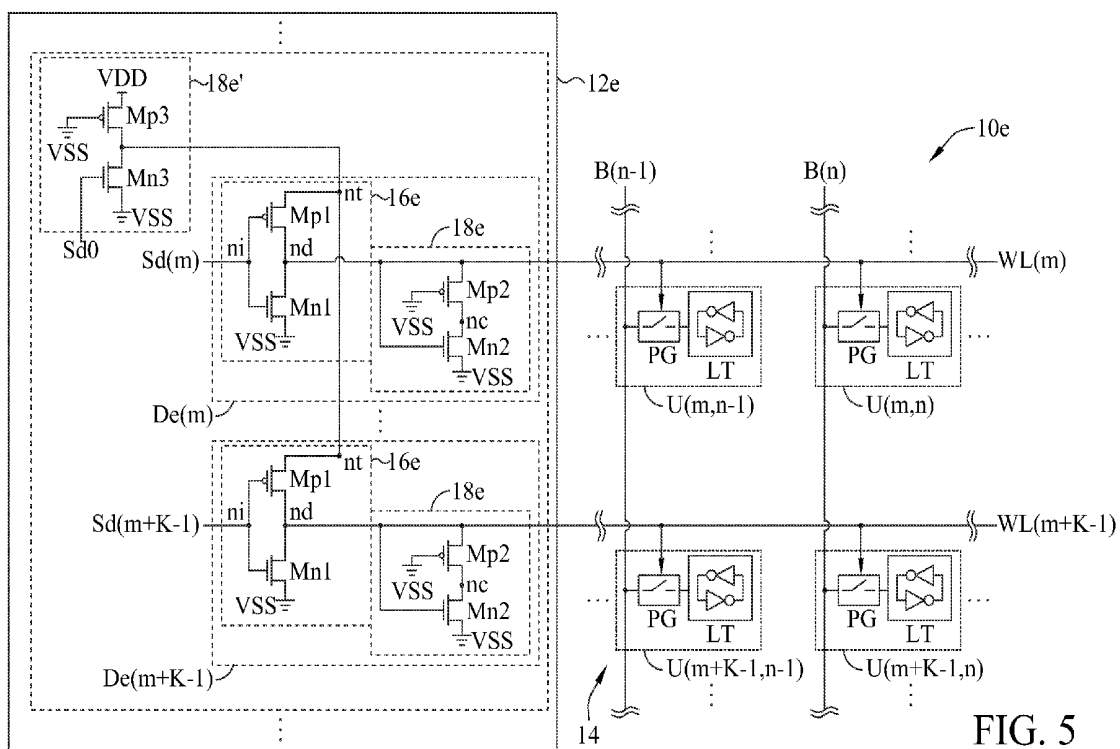 18e'
12e
VDD
Mp3
VSS
Mn3
VSS
Sd0
10e
B(n-1)
B(n)
nt
16e
Mp1
18e
ni
nd
Sd(m)
WL(m)
Mp2
VSS
nc
Mn1
Mn2
VSS
VSS
PG
LT
PG
LT
De(m)
U(m,n-1)
U(m,n)
nt
16e
Mp1
18e
ni
nd
Sd(m+K-1)
WL(m+K-1)
Mp2
VSS
nc
Mn1
Mn2
VSS
VSS
PG
LT
PG
LT
De(m+K-1)
U(m+K-1,n-1)
U(m+K-1,n)
14
FIG. 5